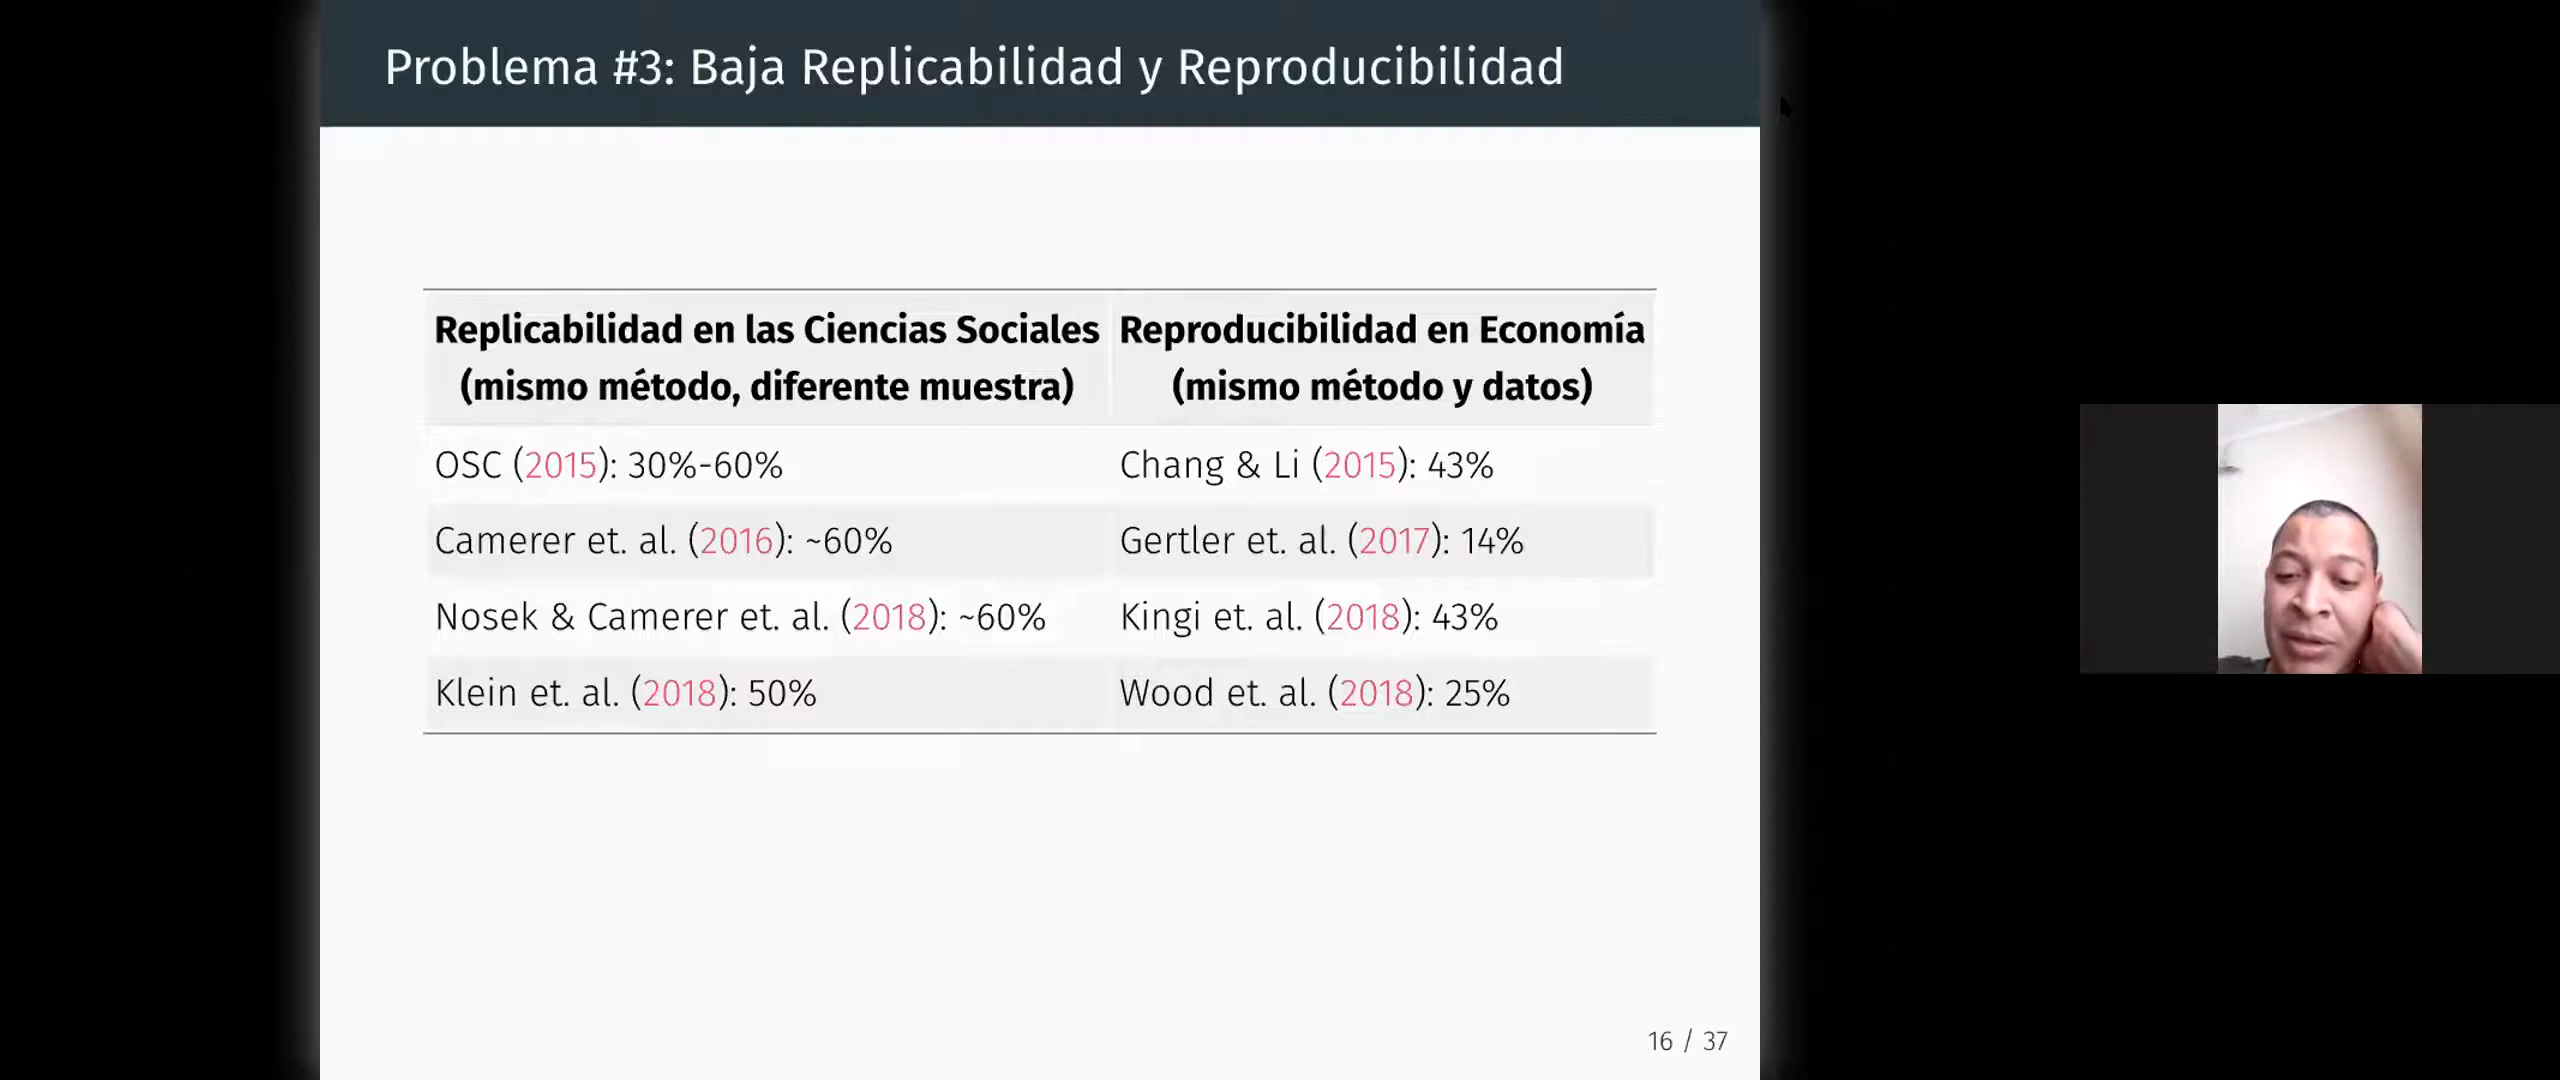 Problema #3: Baja Replicabilidad y Reproducibilidad
Replicabilidad en las Ciencias Sociales
(mismo método, diferente muestra)
Reproducibilidad en Economía
(mismo método y datos)
OSC (2015): 30%-60%
Chang & Li (2015): 43%
Camerer et. al. (2016): ~60%
Gertler et. al. (2017): 14%
Nosek & Camerer et. al. (2018): ~60%
Kingi et. al. (2018): 43%
Klein et. al. (2018): 50%
Wood et. al. (2018): 25%
16 / 37